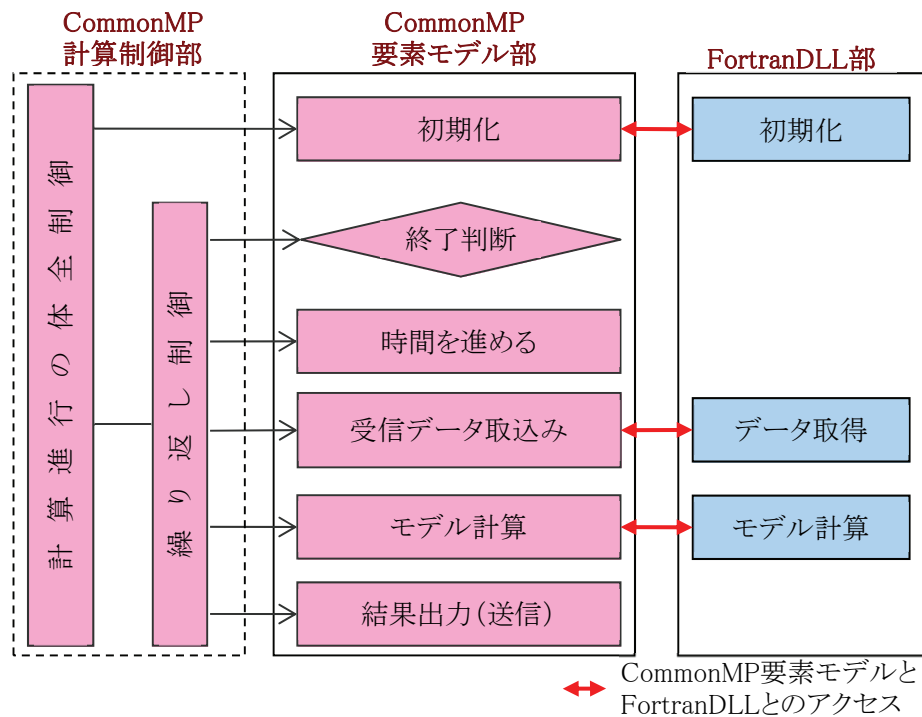 CommonMP
計算制御部
CommonMP
要素モデル部
FortranDLL部
計算進行の体全制御
繰り返し制御
初期化
終了判断
時間を進める
受信データ取込み
モデル計算
結果出力(送信)
初期化
データ取得
モデル計算
CommonMP要素モデルと
FortranDLLとのアクセス